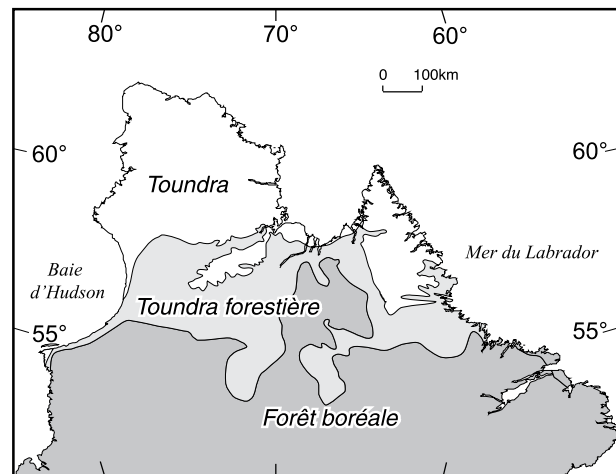 80° 70° 60°
0 100km
60° 60°
Toundra
Baie
d'Hudson
Mer du Labrador
Toundra forestière
55° 55°
Forêt boréale